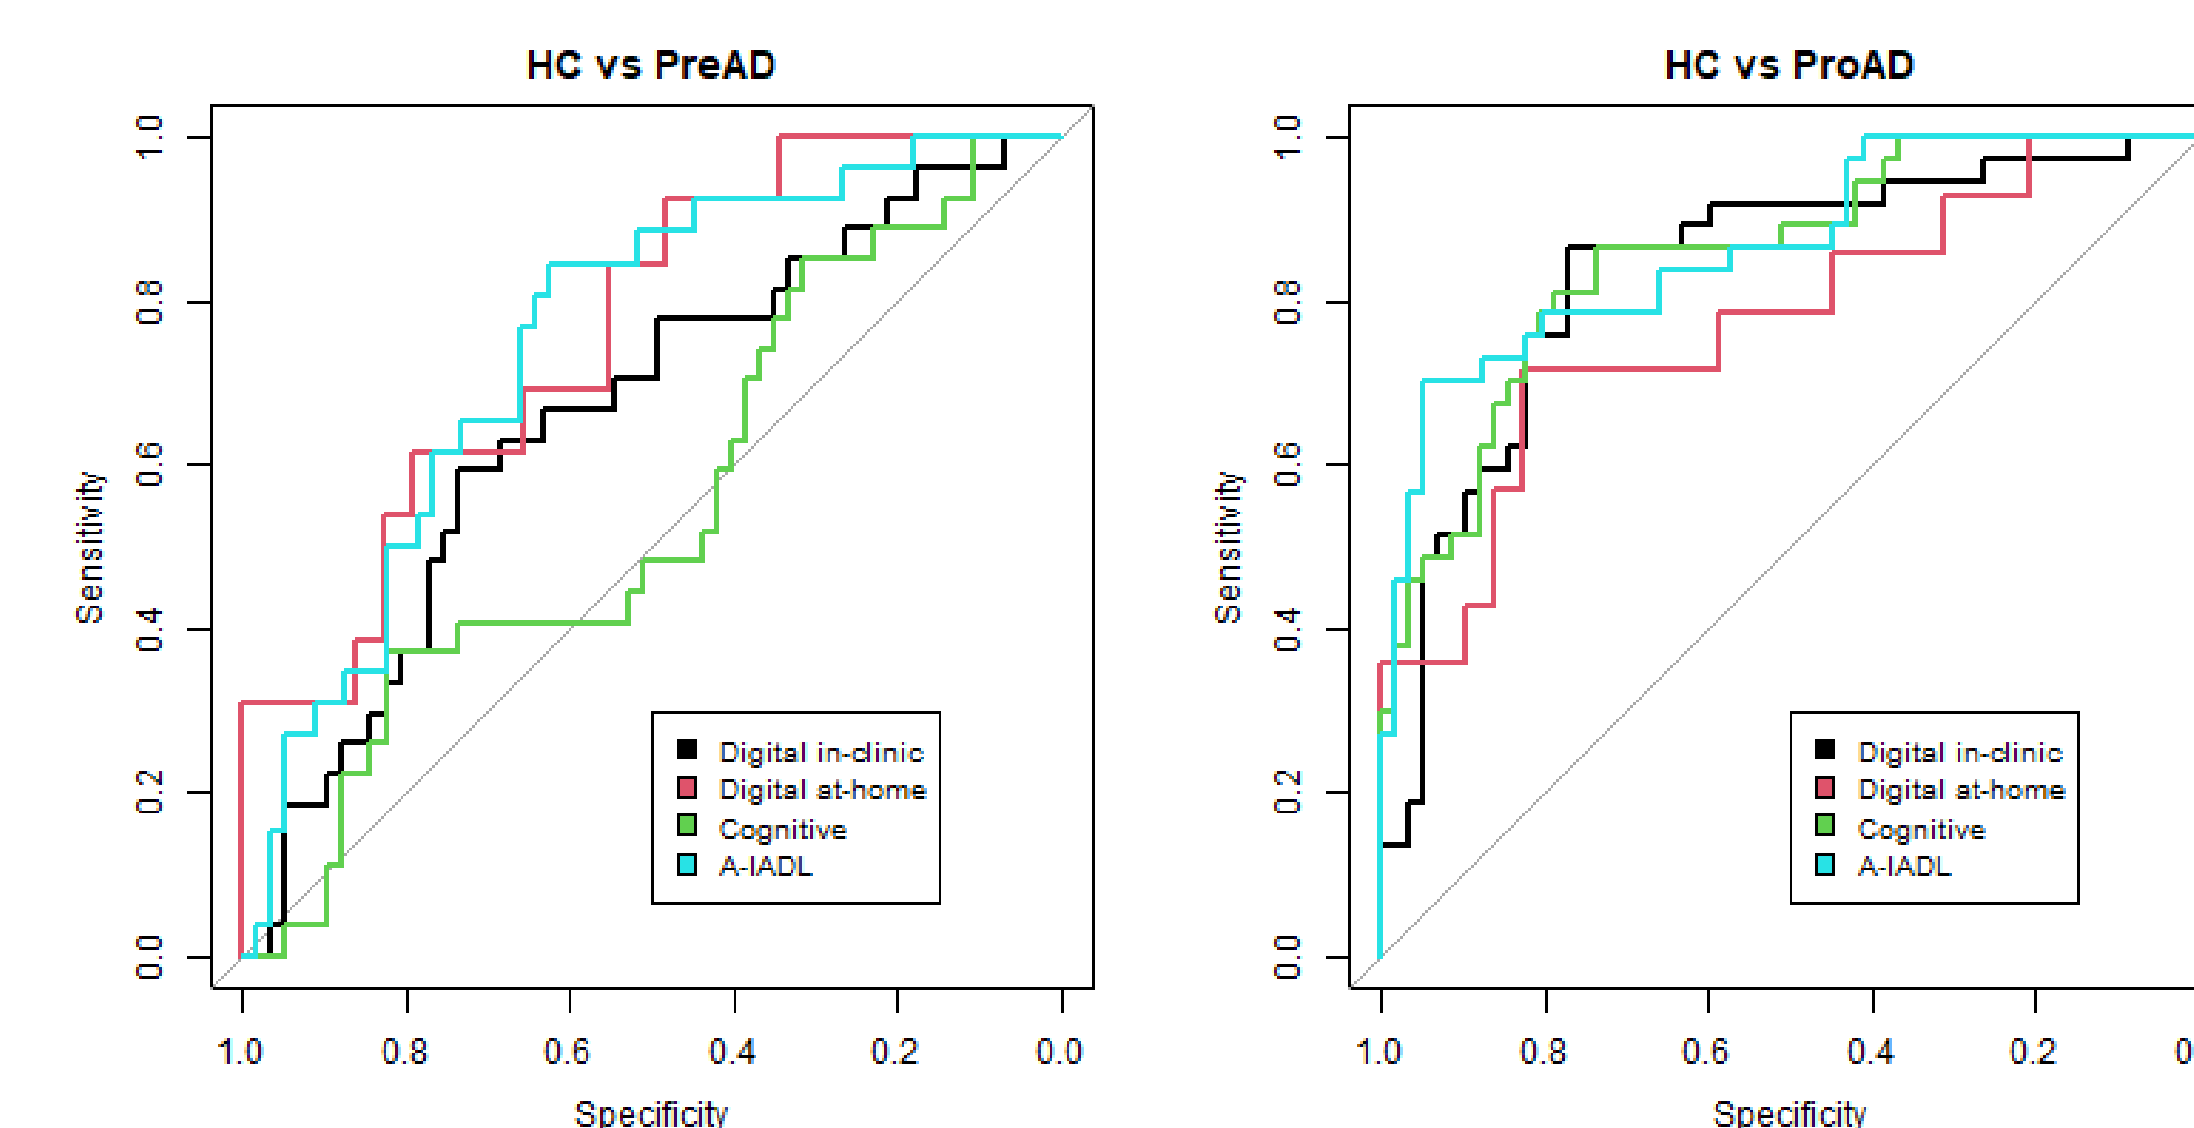 HC vs PreAD
Sensitivity
1.0
0.8
0.6
0.4
0.2
0.0
Digital in-clinic
Digital at-home
Cognitive
A-IADL
1.0 0.8 0.6 0.4 0.2 0.0
Specificity
HC vs ProAD
Sensitivity
1.0
0.8
0.6
0.4
0.2
0.0
Digital in-clinic
Digital at-home
Cognitive
A-IADL
1.0 0.8 0.6 0.4 0.2
Specificity